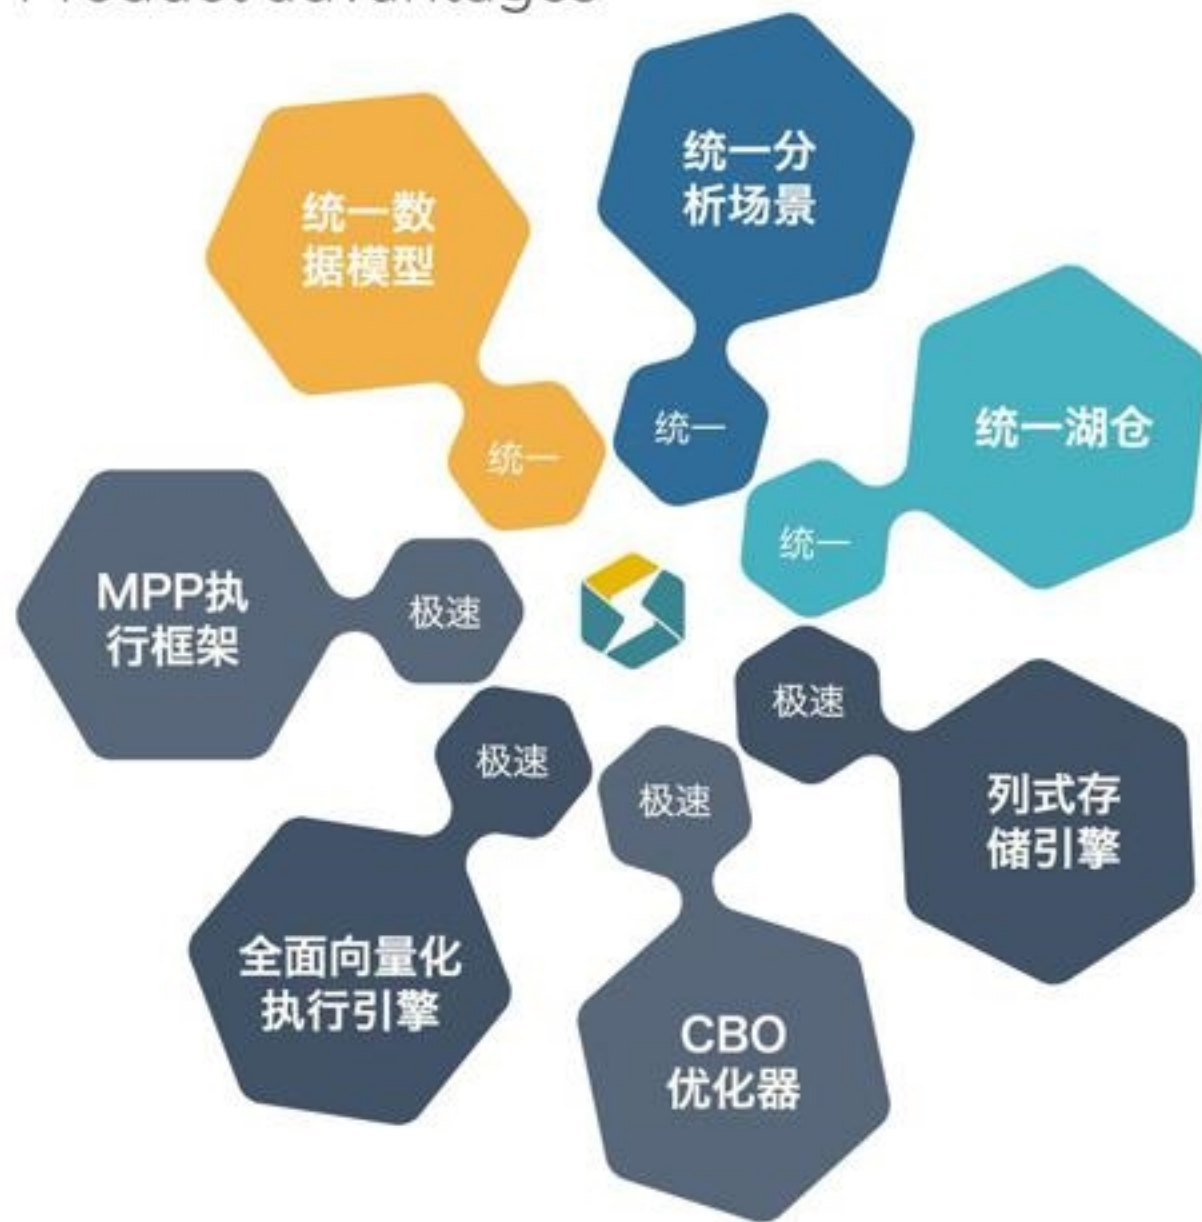 Product advantages
统一数
据模型
统一
统一分
析场景
统一
统一湖仓
统一
MPP执
行框架
极速
极速
列式存
储引擎
极速
全面向量化
执行引擎
极速
CBO
优化器